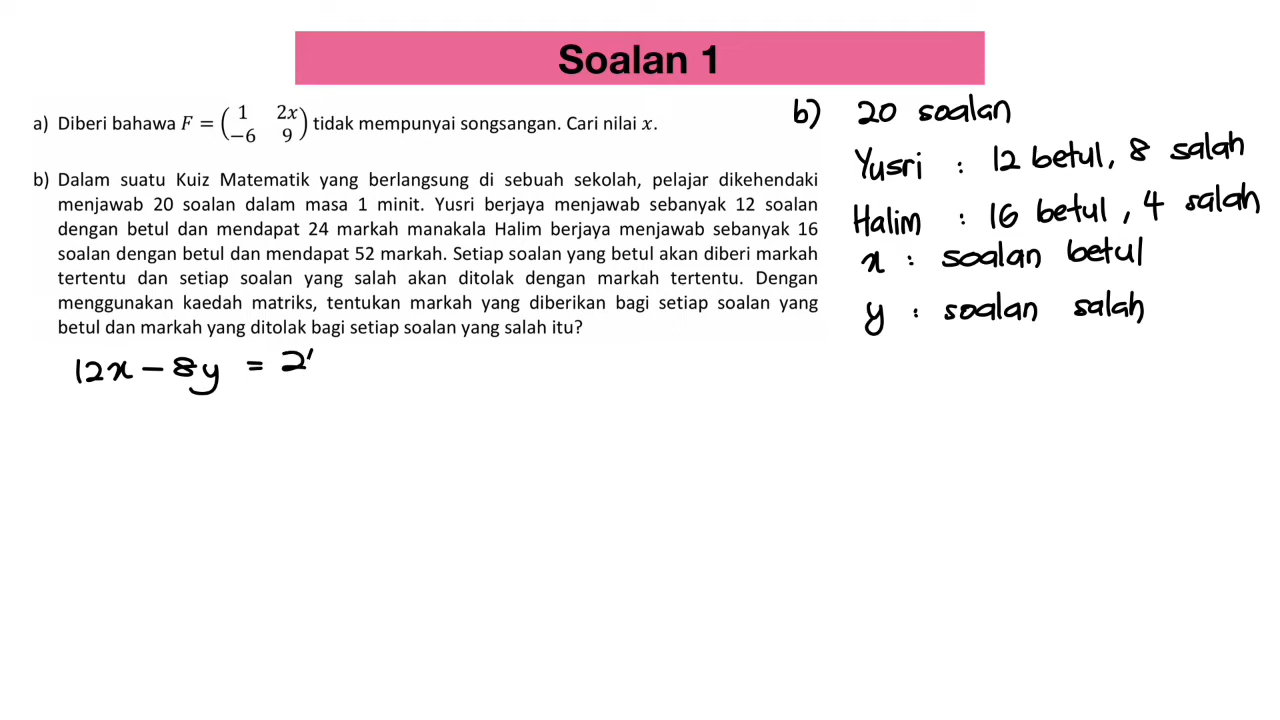 Soalan 1
a) Diberi bahawa F = (1 2x
-6 9) tidak mempunyai songsangan. Cari nilai x.
b) Dalam suatu Kuiz Matematik yang berlangsung di sebuah sekolah, pelajar dikehendaki
menjawab 20 soalan dalam masa 1 minit. Yusri berjaya menjawab sebanyak 12 soalan
dengan betul dan mendapat 24 markah manakala Halim berjaya menjawab sebanyak 16
soalan dengan betul dan mendapat 52 markah. Setiap soalan yang betul akan diberi markah
tertentu dan setiap soalan yang salah akan ditolak dengan markah tertentu. Dengan
menggunakan kaedah matriks, tentukan markah yang diberikan bagi setiap soalan yang
betul dan markah yang ditolak bagi setiap soalan yang salah itu?
b) 20 soalan
Yusri : 12 betul, 8 salah
Halim : 16 betul, 4 salah
x : soalan betul
y : soalan salah
12x - 8y = 2